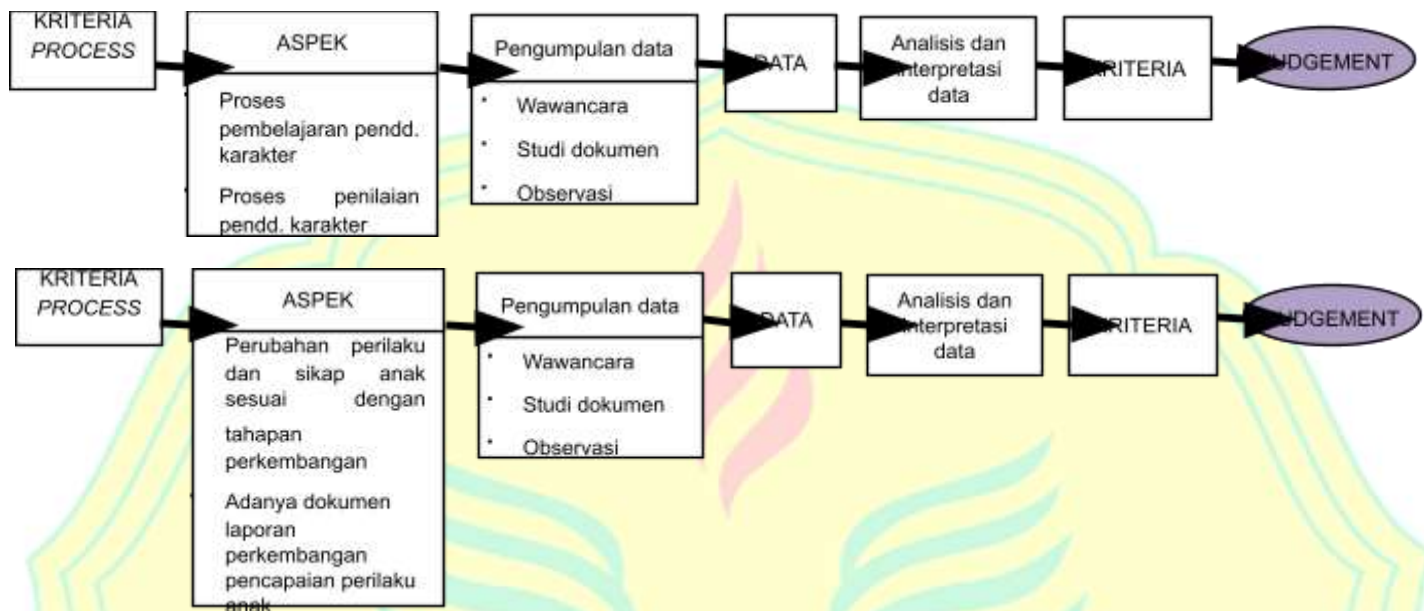 KRITERIA
PROCESS
ASPEK
Proses
pembelajaran pendd.
karakter
Proses penilaian
pendd. karakter
Pengumpulan data
Wawancara
Studi dokumen
Observasi
DATA
Analisis dan
interpretasi
data
KRITERIA
JUDGEMENT
KRITERIA
PROCESS
ASPEK
Perubahan perilaku
dan sikap anak
sesuai dengan
tahapan
perkembangan
Adanya dokumen
laporan
perkembangan
pencapaian perilaku
anak
Pengumpulan data
Wawancara
Studi dokumen
Observasi
DATA
Analisis dan
interpretasi
data
KRITERIA
JUDGEMENT